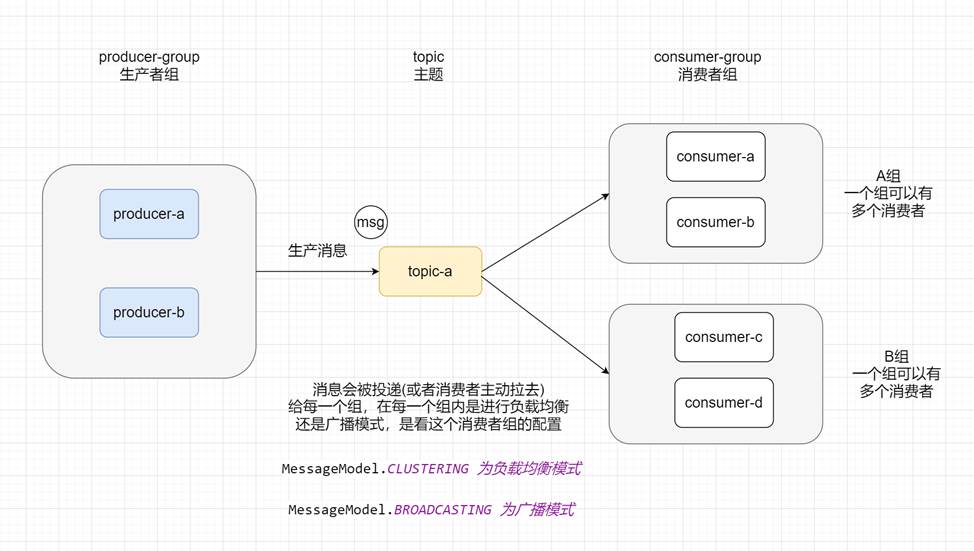 producer-group
生产者组
topic
主题
consumer-group
消费者组
producer-a
producer-b
生产消息
msg
topic-a
consumer-a
consumer-b
A组
一个组可以有
多个消费者
consumer-c
consumer-d
B组
一个组可以有
多个消费者
消息会被投递(或者消费者主动拉去)
给每一个组，在每一个组内是进行负载均衡
还是广播模式，是看这个消费者组的配置
MessageModel.CLUSTERING 为负载均衡模式
MessageModel.BROADCASTING 为广播模式